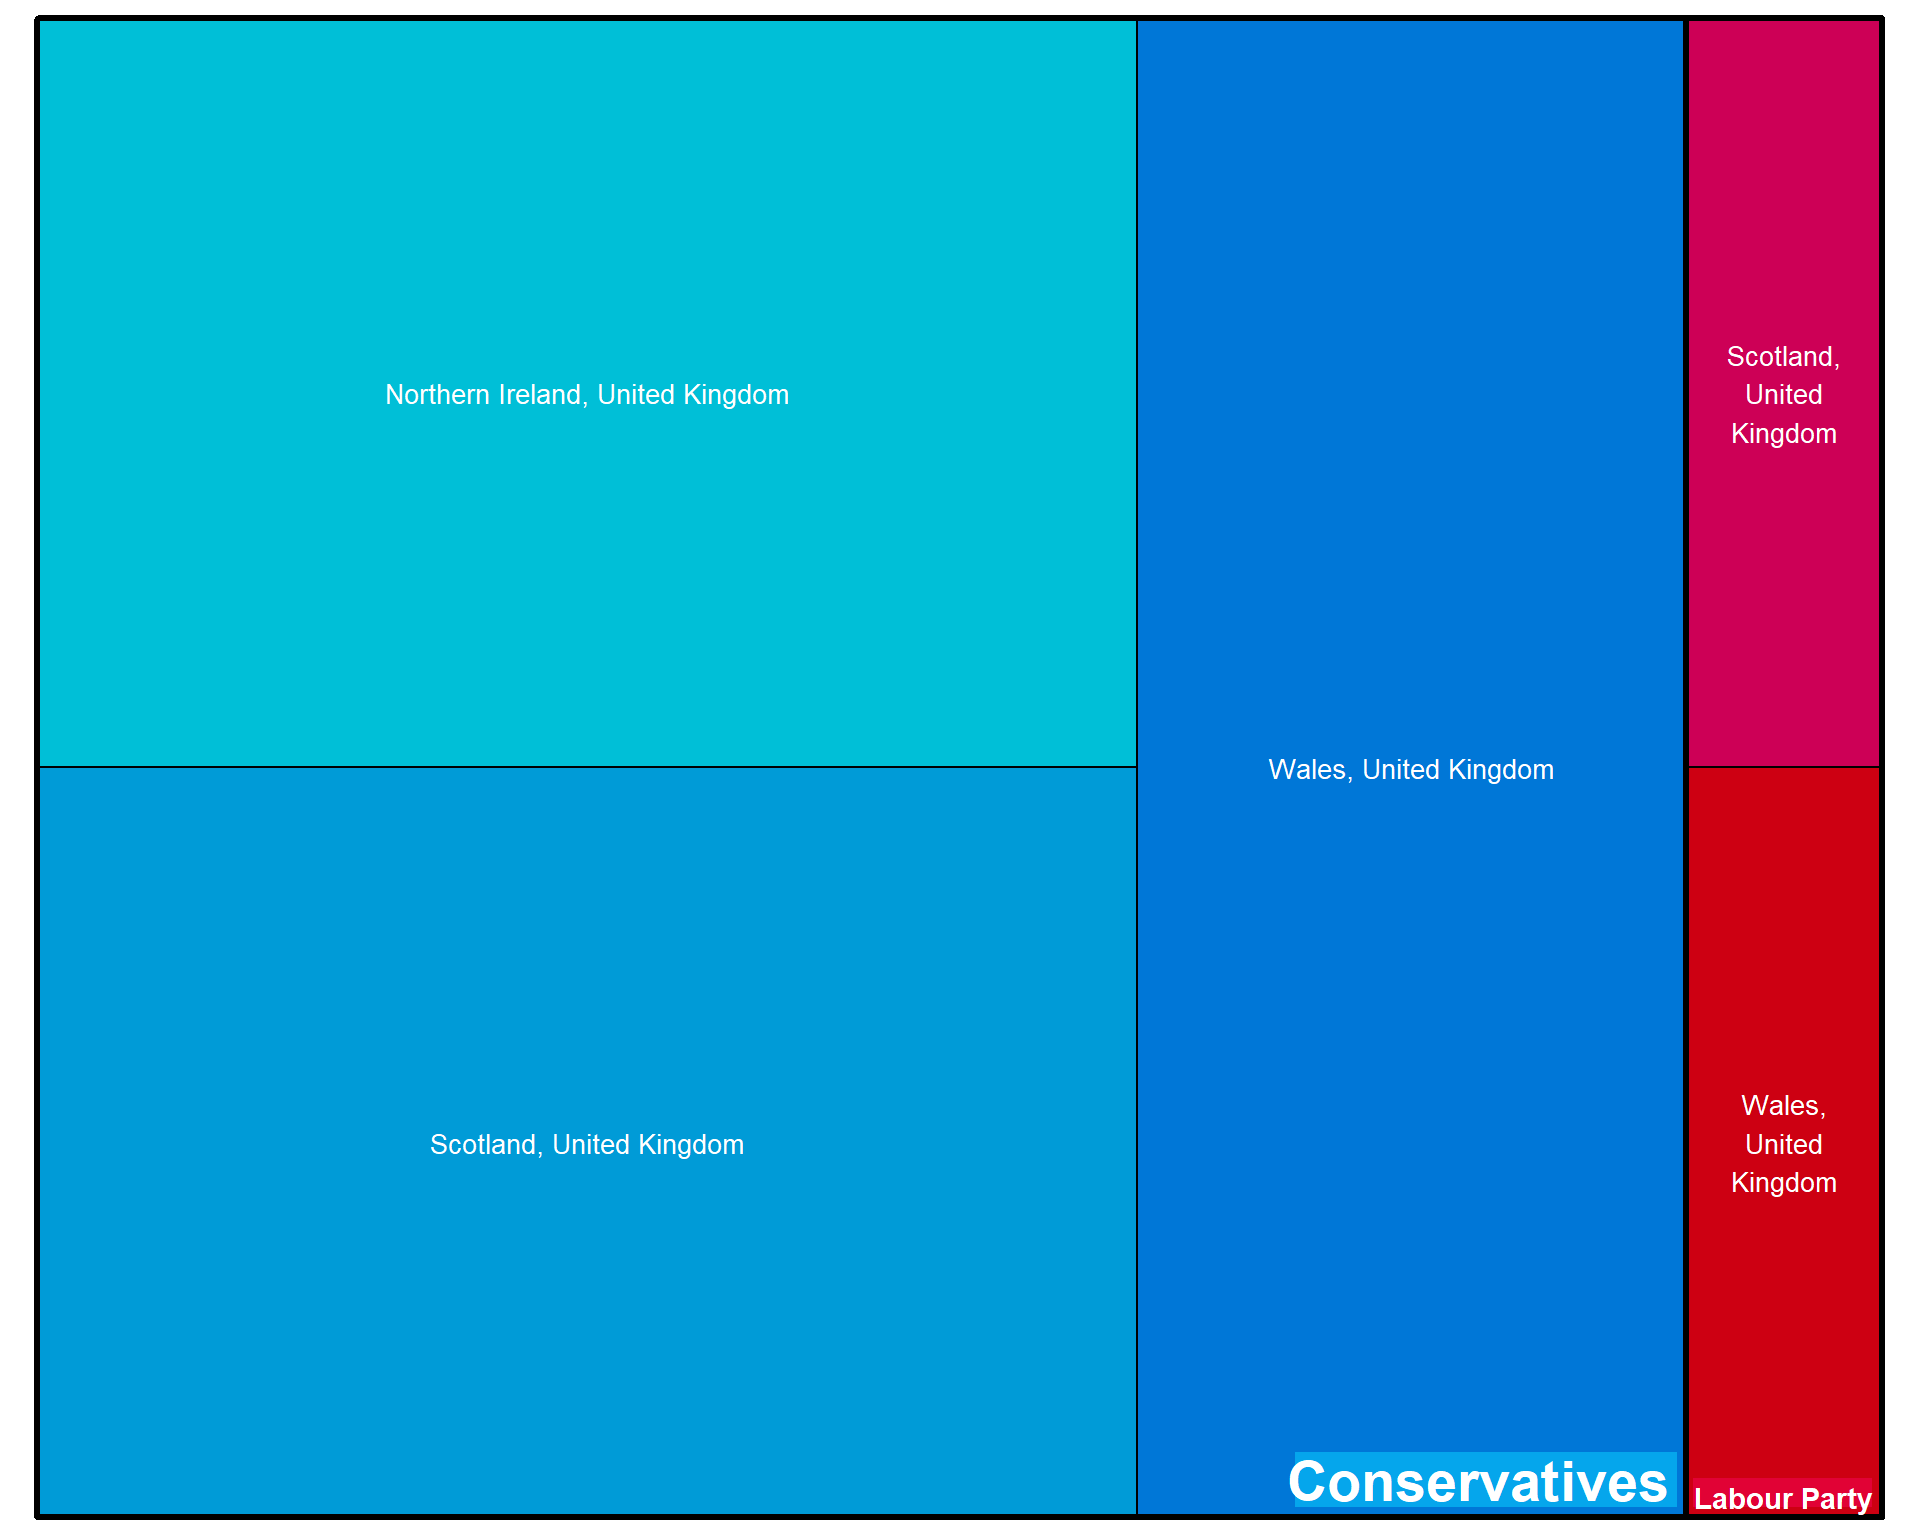 Northern Ireland, United Kingdom
Scotland, United Kingdom
Wales, United Kingdom
Conservatives
Scotland,
United
Kingdom
Wales,
United
Kingdom
Labour Party